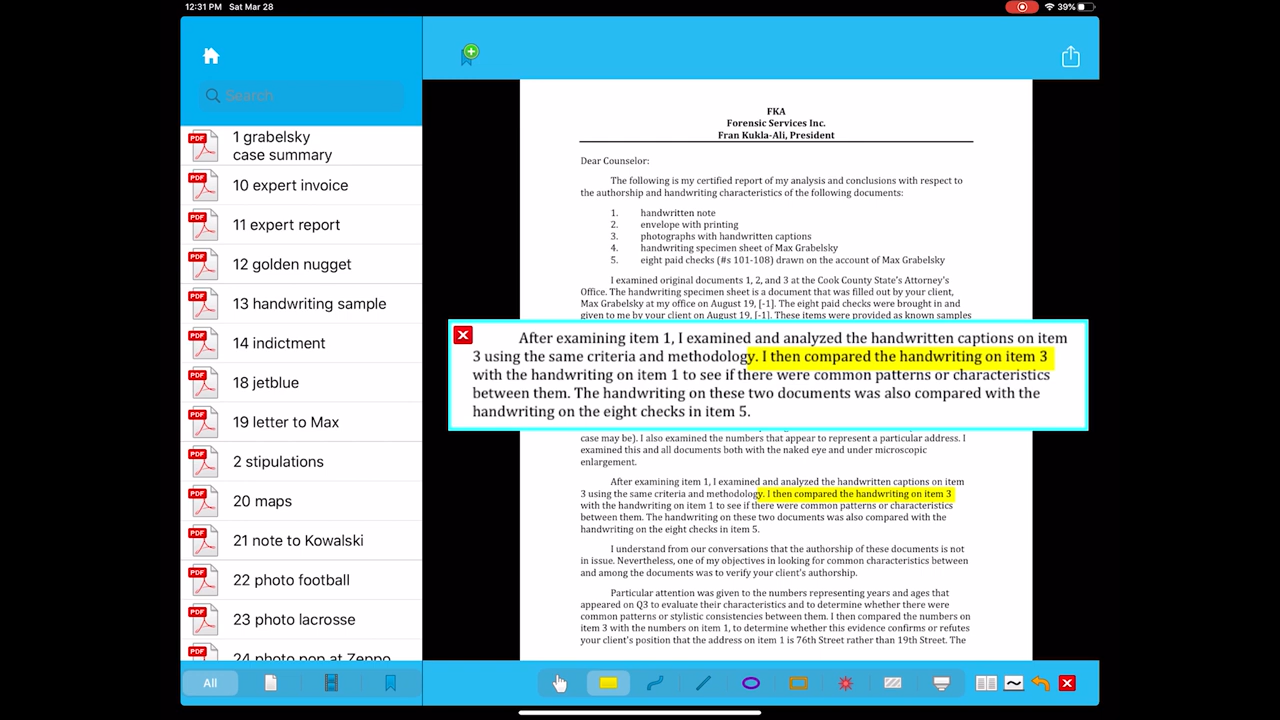 12:31 PM Sat Mar 28
39%
Search
1 grabelsky
case summary
10 expert invoice
11 expert report
12 golden nugget
13 handwriting sample
14 indictment
18 jetblue
19 letter to Max
2 stipulations
20 maps
21 note to Kowalski
22 photo football
23 photo lacrosse
24 photo pop at Zeppo
All
FKA
Forensic Services Inc.
Fran Kukla-Ali, President
Dear Counselor:
The following is my certified report of my analysis and conclusions with respect to
the authorship and handwriting characteristics of the following documents:
1. handwritten note
2. envelope with printing
3. photographs with handwritten captions
4. handwriting specimen sheet of Max Grabelsky
5. eight paid checks (#s 101-108) drawn on the account of Max Grabelsky
I examined original documents 1, 2, and 3 at the Cook County State's Attorney's
Office. The handwriting specimen sheet is a document that was filled out by your client,
Max Grabelsky at my office on August 19, [-1]. The eight paid checks were brought in and
given to me by your client on August 19, [-1]. These items were provided as known samples
After examining item 1, I examined and analyzed the handwritten captions on item
3 using the same criteria and methodology. I then compared the handwriting on item 3
with the handwriting on item 1 to see if there were common patterns or characteristics
between them. The handwriting on these two documents was also compared with the
handwriting on the eight checks in item 5.
case may be). I also examined the numbers that appear to represent a particular address. I
examined this and all documents both with the naked eye and under microscopic
enlargement.
After examining item 1, I examined and analyzed the handwritten captions on item
3 using the same criteria and methodology. I then compared the handwriting on item 3
with the handwriting on item 1 to see if there were common patterns or characteristics
between them. The handwriting on these two documents was also compared with the
handwriting on the eight checks in item 5.
I understand from our conversations that the authorship of these documents is not
in issue. Nevertheless, one of my objectives in looking for common characteristics between
and among the documents was to verify your client's authorship.
Particular attention was given to the numbers representing years and ages that
appeared on Q3 to evaluate their characteristics and to determine whether there were
common patterns or stylistic consistencies between them. I then compared the numbers on
item 3 with the numbers on item 1, to determine whether this evidence confirms or refutes
your client's position that the address on item 1 is 76th Street rather than 19th Street. The